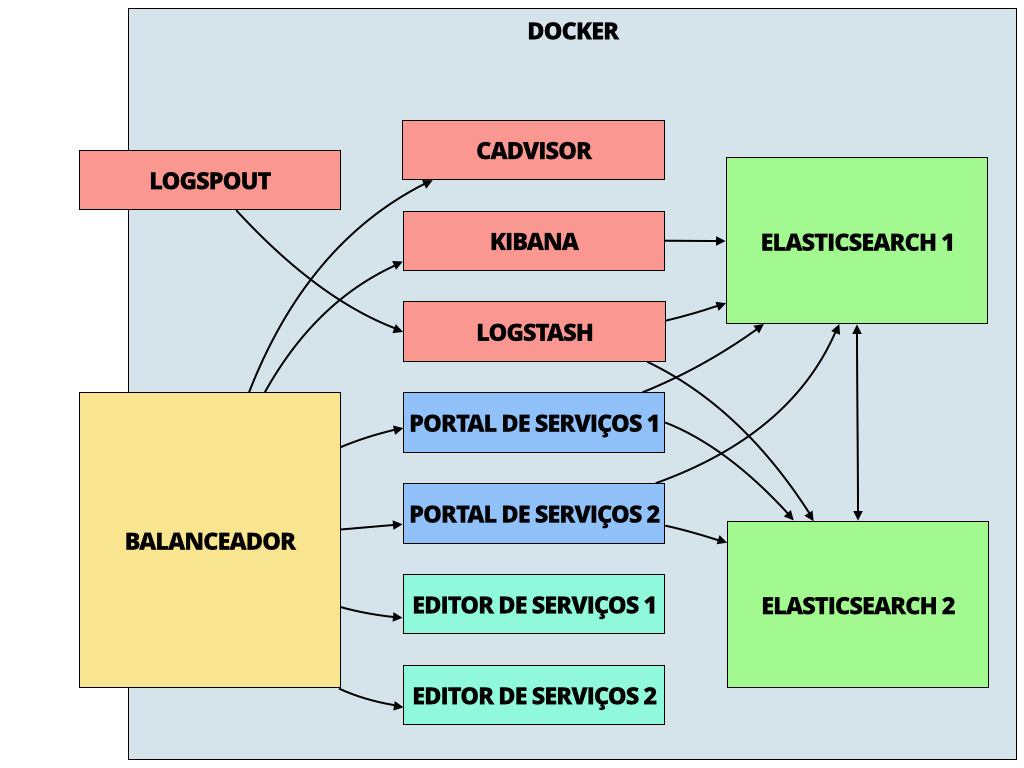 DOCKER
CADVISOR
LOGSPOUT
KIBANA
ELASTICSEARCH 1
LOGSTASH
PORTAL DE SERVIÇOS 1
PORTAL DE SERVIÇOS 2
BALANCEADOR
EDITOR DE SERVIÇOS 1
ELASTICSEARCH 2
EDITOR DE SERVIÇOS 2